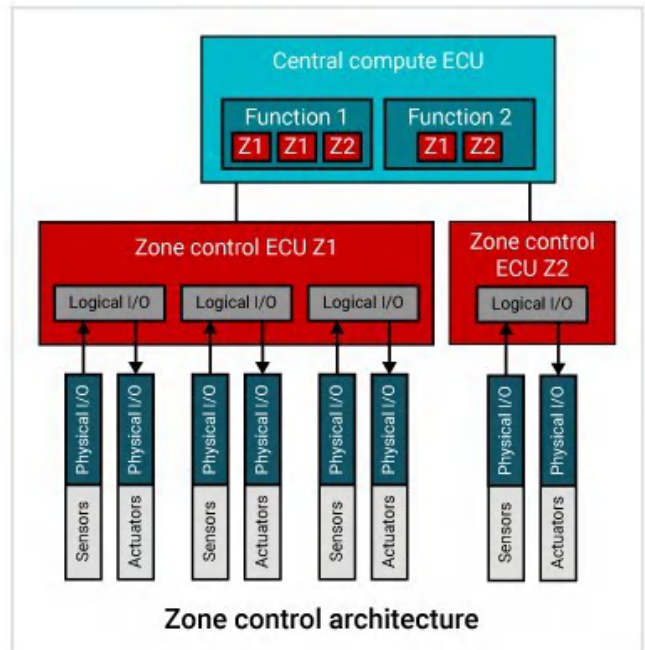 Central compute ECU
Function 1
Function 2
Z1 Z1 Z2
Z1 Z2
Zone control ECU Z1
Zone control
ECU Z2
Logical I/O
Logical I/O
Logical I/O
Logical I/O
Physical I/O
Physical I/O
Physical I/O
Physical I/O
Physical I/O
Physical I/O
Physical I/O
Physical I/O
Sensors
Actuators
Sensors
Actuators
Sensors
Actuators
Sensors
Actuators
Zone control architecture